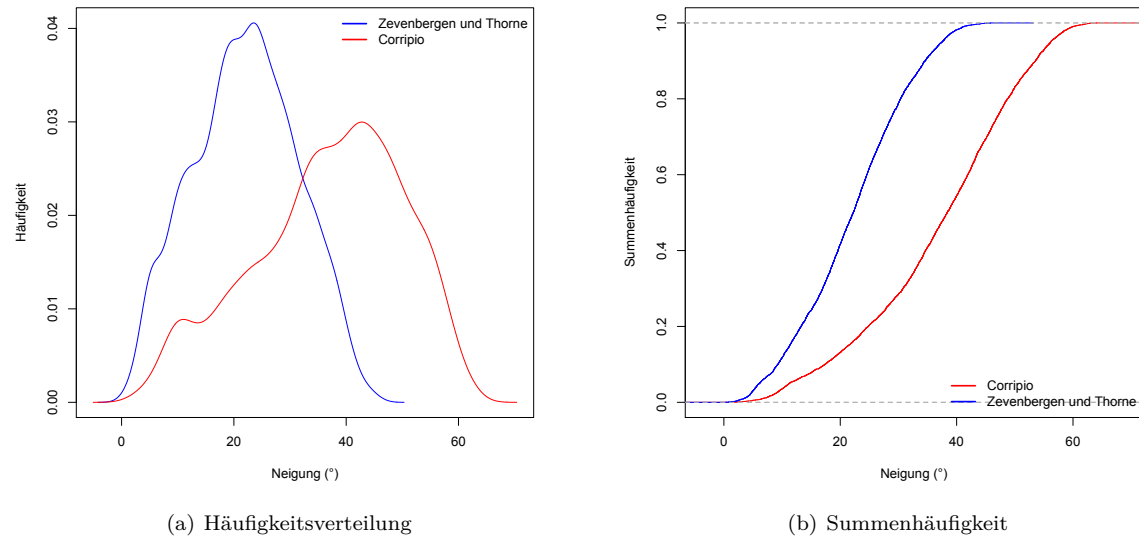 Zevenbergen und Thorne
Corripio
Häufigkeit
0.00
0.01
0.02
0.03
0.04
0
20
40
60
Neigung (°)
(a) Häufigkeitsverteilung
Summenhäufigkeit
0.0
0.2
0.4
0.6
0.8
1.0
Corripio
Zevenbergen und Thorne
0
20
40
60
Neigung (°)
(b) Summenhäufigkeit